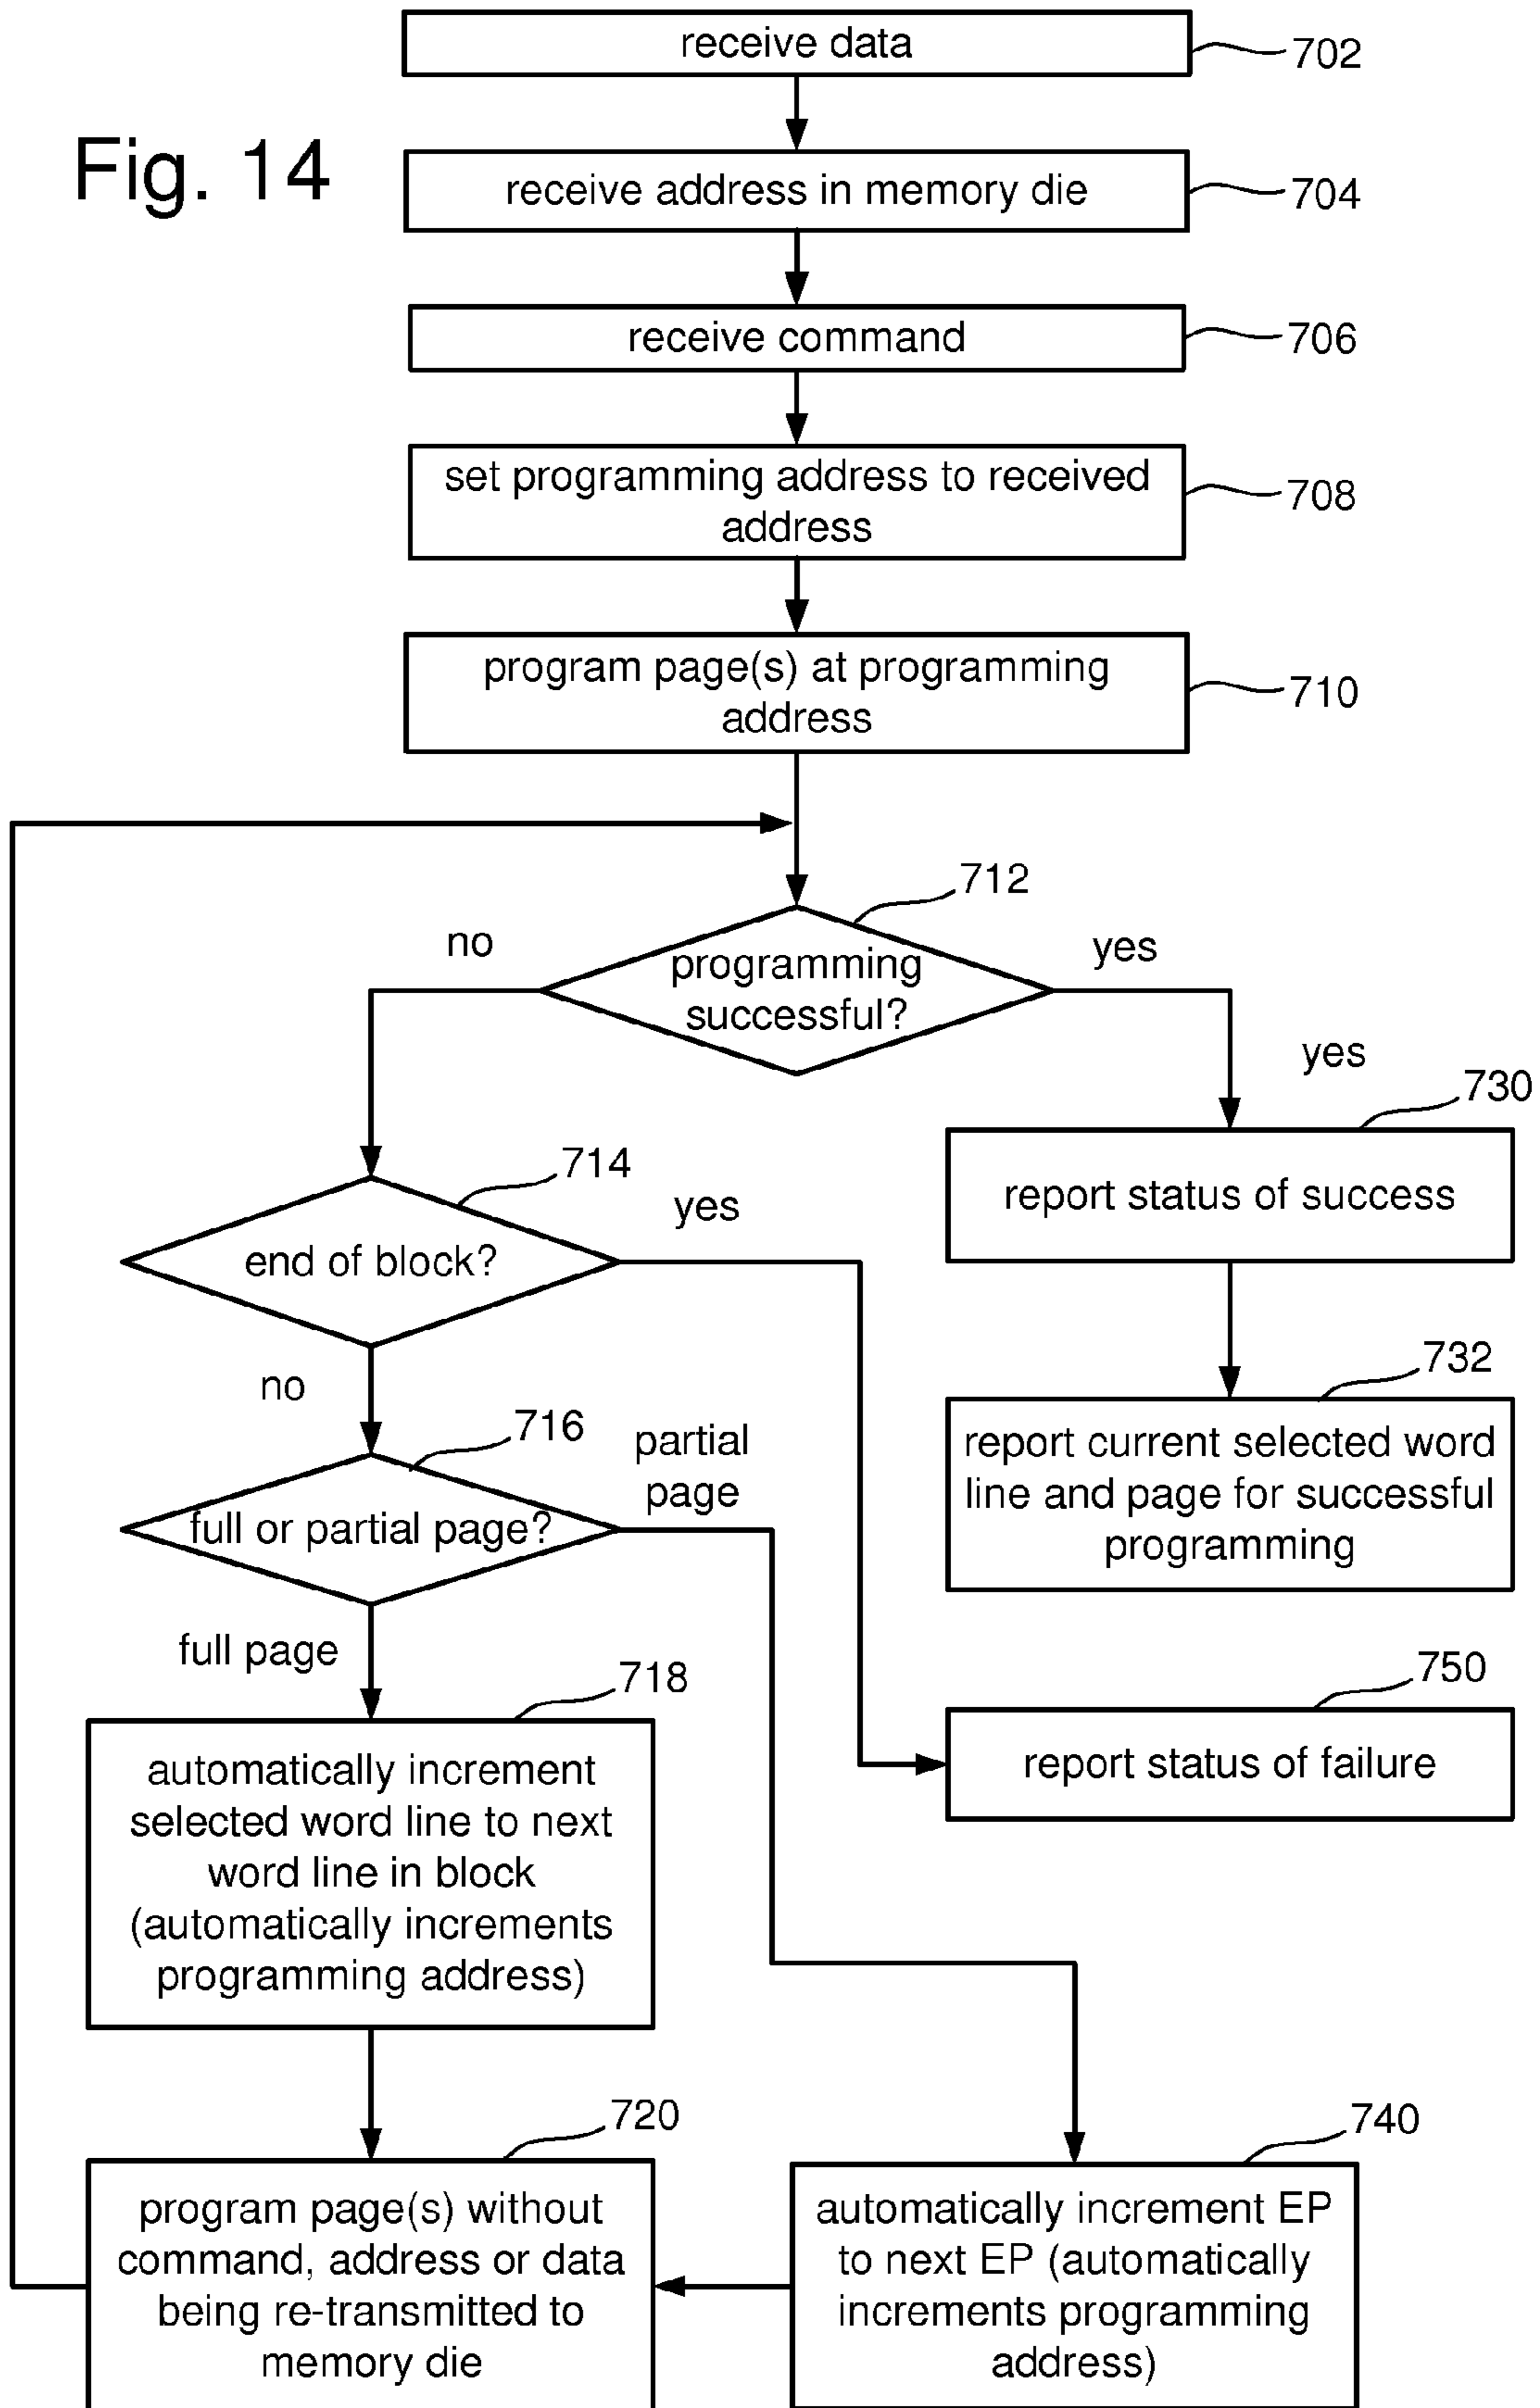 receive data
702
Fig. 14
receive address in memory die
704
receive command
706
set programming address to received
address
708
program page(s) at programming
address
710
712
no
programming
successful?
yes
yes
730
report status of success
714
yes
end of block?
732
report current selected word
line and page for successful
programming
no
716
partial
page
full or partial page?
full page
750
report status of failure
718
automatically increment
selected word line to next
word line in block
(automatically increments
programming address)
720
program page(s) without
command, address or data
being re-transmitted to
memory die
740
automatically increment EP
to next EP (automatically
increments programming
address)